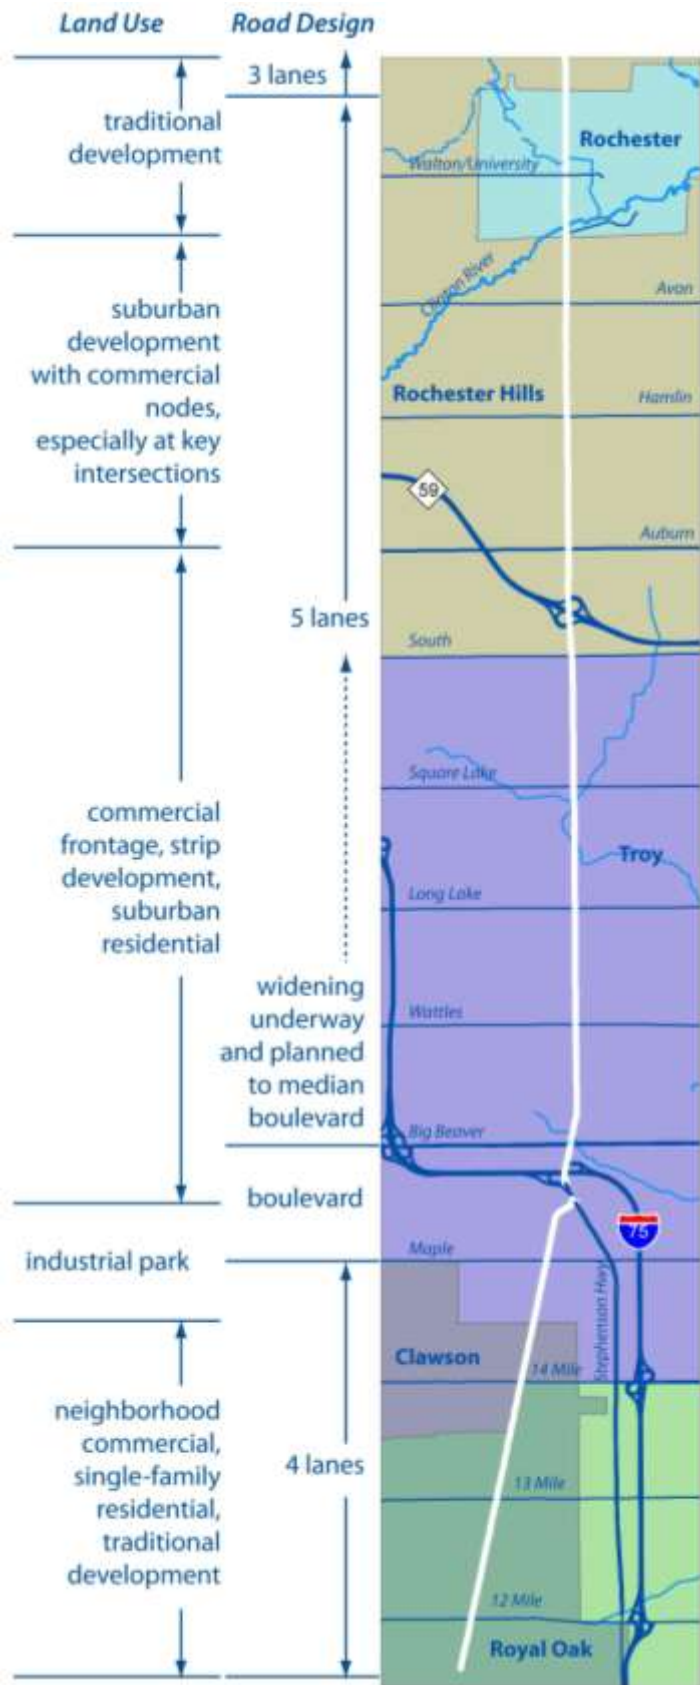 Land Use
Road Design
3 lanes
traditional
development
Rochester
Walton/University
Clinton River
Avon
suburban
development
with commercial
nodes,
especially at key
intersections
Rochester Hills
Hamlin
59
Auburn
5 lanes
South
Square Lake
commercial
frontage, strip
development,
suburban
residential
Troy
Long Lake
widening
underway
and planned
to median
boulevard
Wattles
Big Beaver
boulevard
75
industrial park
Maple
Stephenson Hwy
Clawson
14 Mile
neighborhood
commercial,
single-family
residential,
traditional
development
4 lanes
13 Mile
12 Mile
Royal Oak